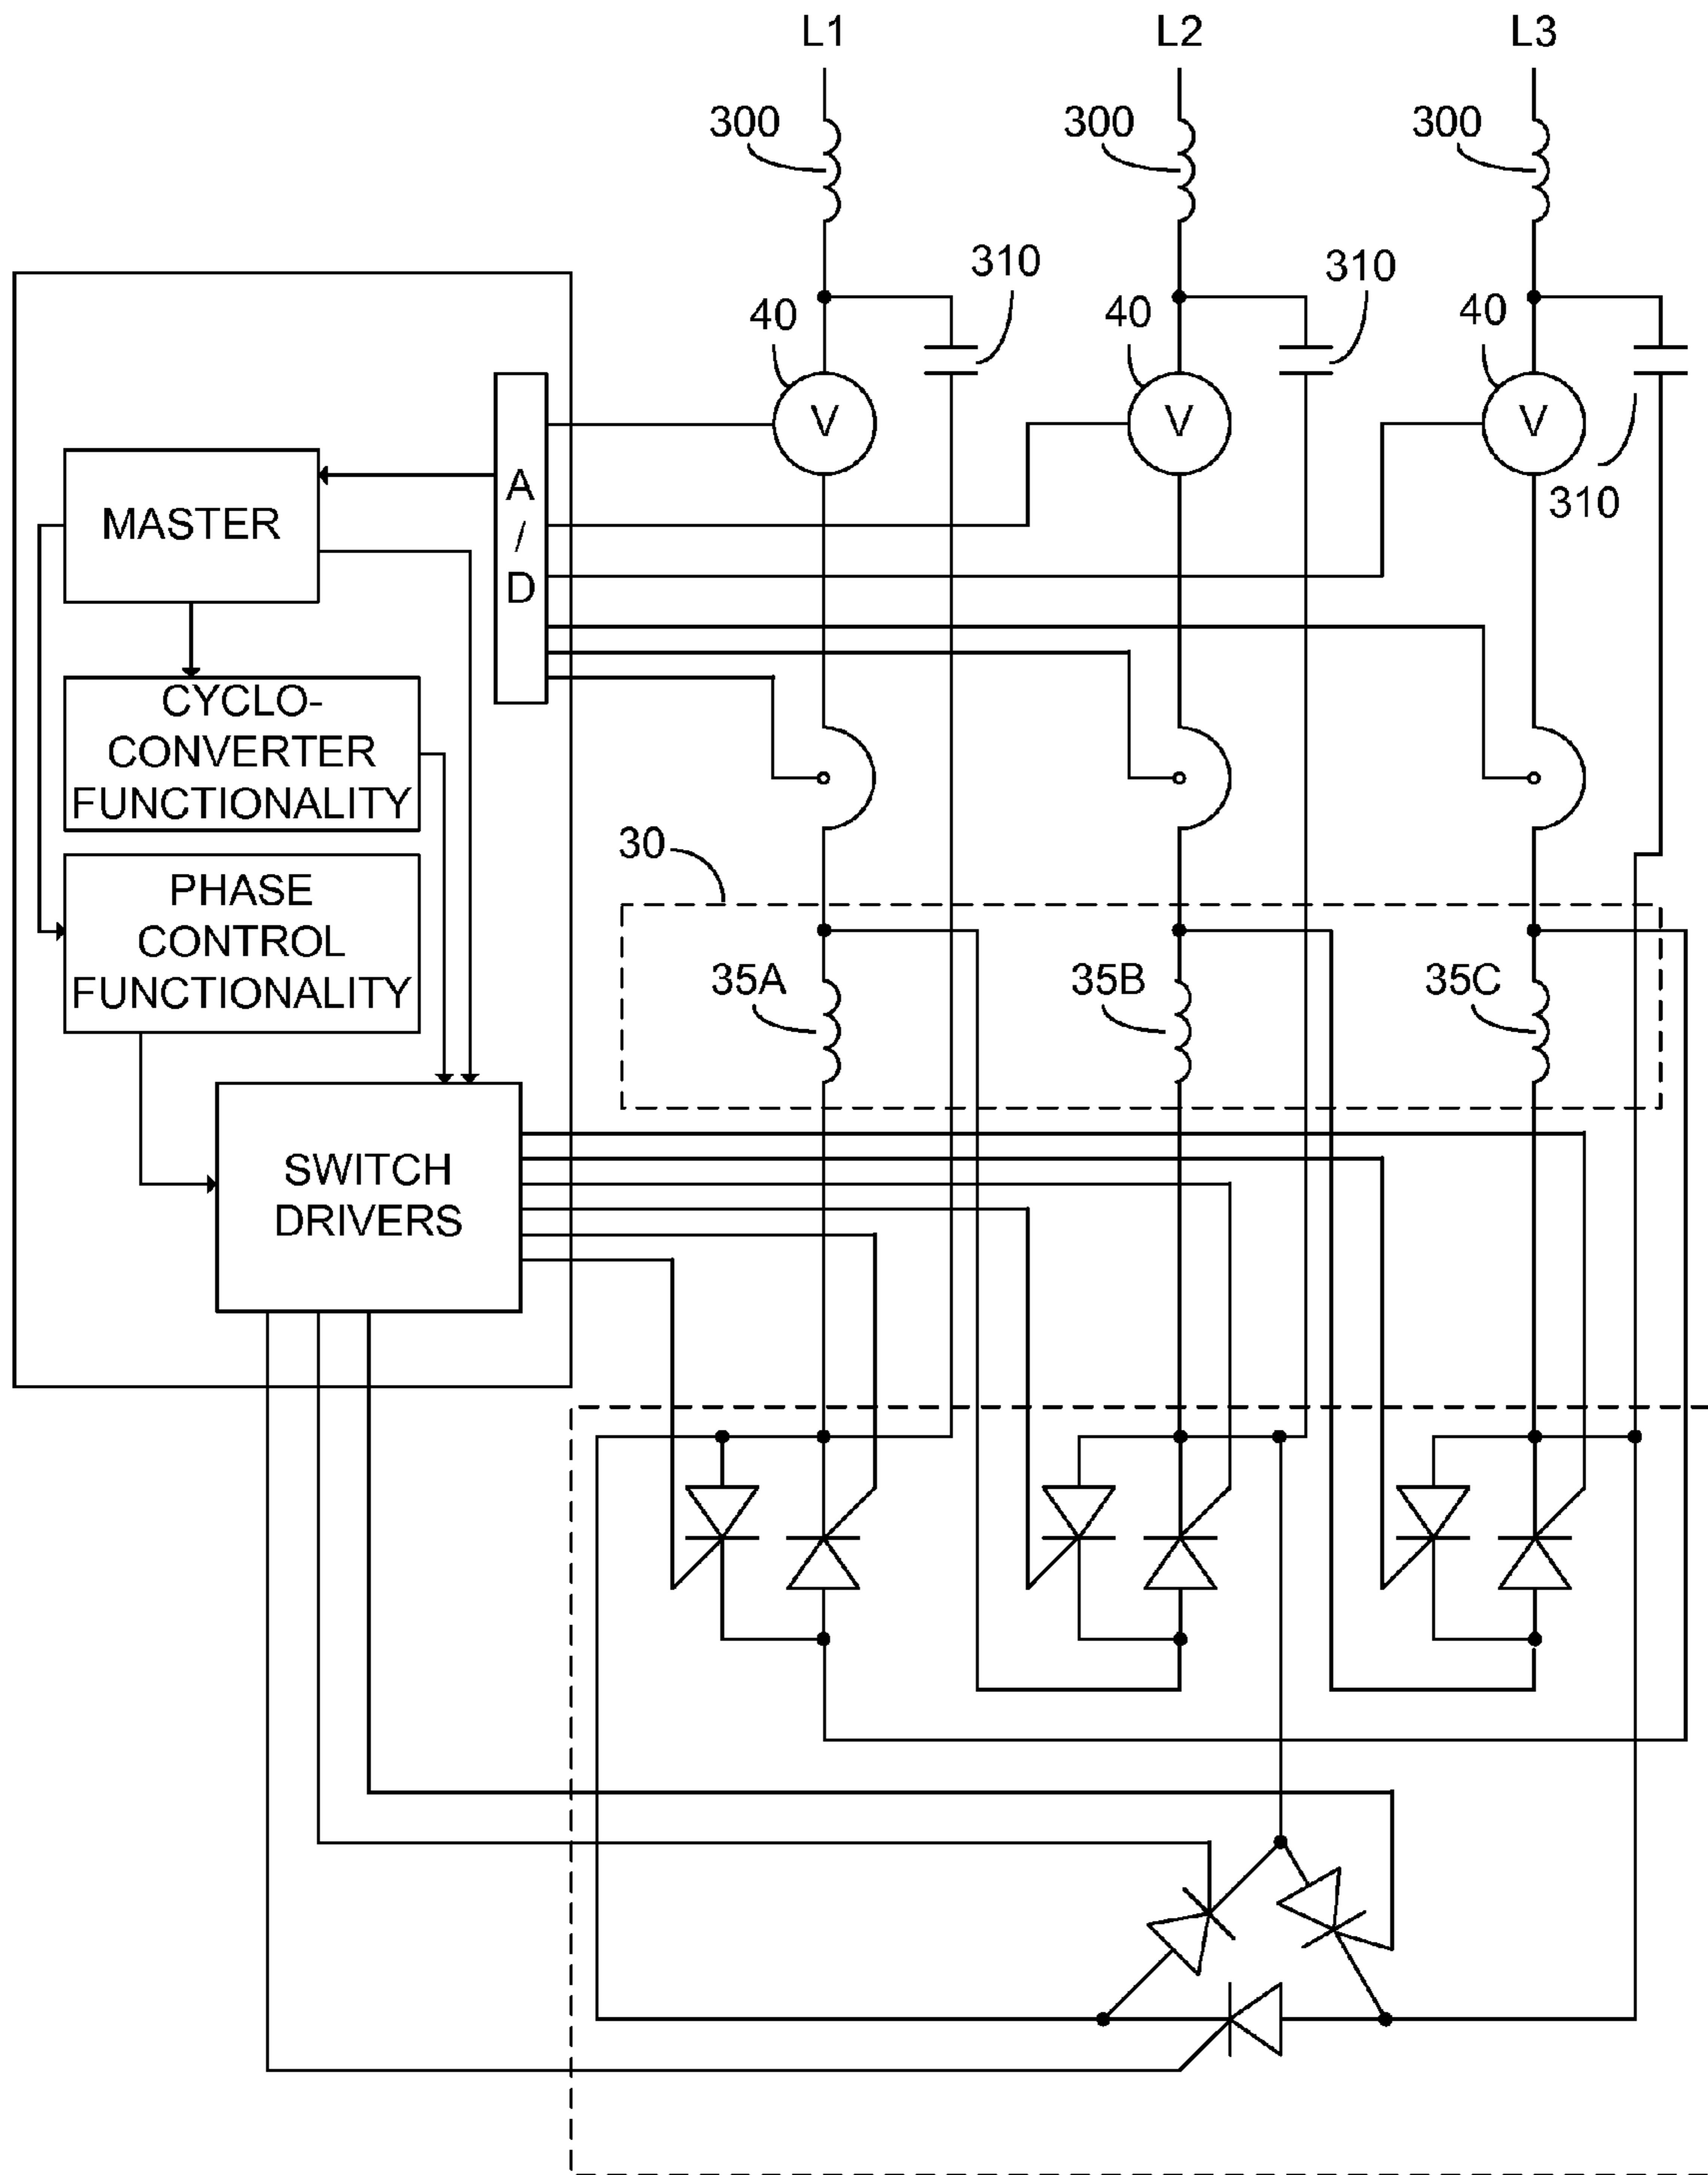 L1
L2
L3
300
300
300
310
310
40
40
40
V
V
V
310
A
/
D
MASTER
CYCLO-
CONVERTER
FUNCTIONALITY
30
PHASE
CONTROL
FUNCTIONALITY
35A
35B
35C
SWITCH
DRIVERS